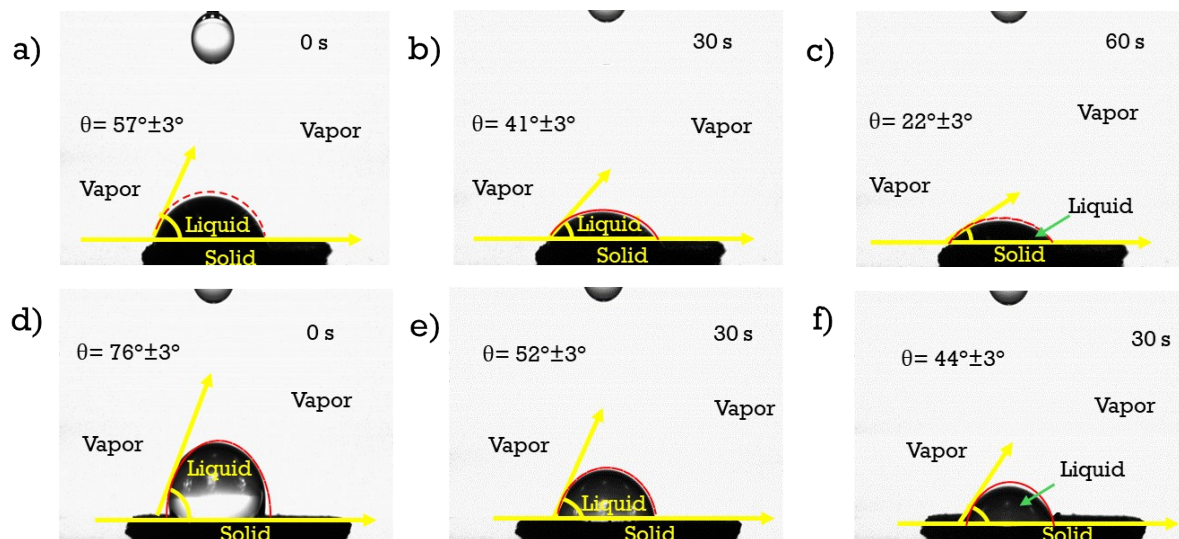 a)
0 s
θ= 57°±3°
Vapor
Vapor
Liquid
Solid
b)
30 s
θ= 41°±3°
Vapor
Vapor
Liquid
Solid
c)
60 s
θ= 22°±3°
Vapor
Vapor
Liquid
Solid
d)
0 s
θ= 76°±3°
Vapor
Vapor
Liquid
Solid
e)
30 s
θ= 52°±3°
Vapor
Vapor
Liquid
Solid
f)
30 s
θ= 44°±3°
Vapor
Vapor
Liquid
Solid